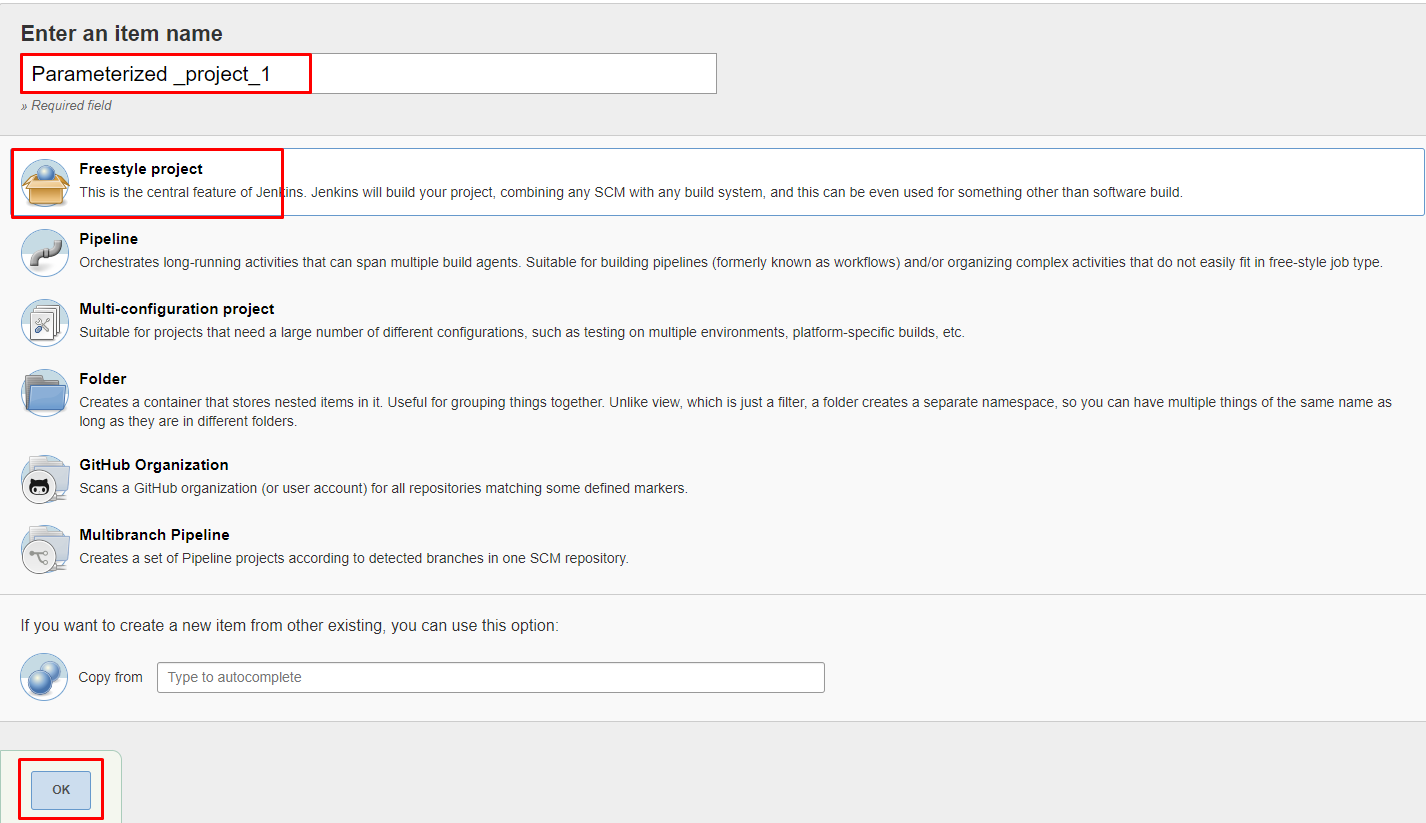 Enter an item name
Parameterized _project_1
» Required field
Freestyle project
This is the central feature of Jenkins. Jenkins will build your project, combining any SCM with any build system, and this can be even used for something other than software build.
Pipeline
Orchestrates long-running activities that can span multiple build agents. Suitable for building pipelines (formerly known as workflows) and/or organizing complex activities that do not easily fit in free-style job type.
Multi-configuration project
Suitable for projects that need a large number of different configurations, such as testing on multiple environments, platform-specific builds, etc.
Folder
Creates a container that stores nested items in it. Useful for grouping things together. Unlike view, which is just a filter, a folder creates a separate namespace, so you can have multiple things of the same name as
long as they are in different folders.
GitHub Organization
Scans a GitHub organization (or user account) for all repositories matching some defined markers.
Multibranch Pipeline
Creates a set of Pipeline projects according to detected branches in one SCM repository.
If you want to create a new item from other existing, you can use this option:
Copy from Type to autocomplete
OK